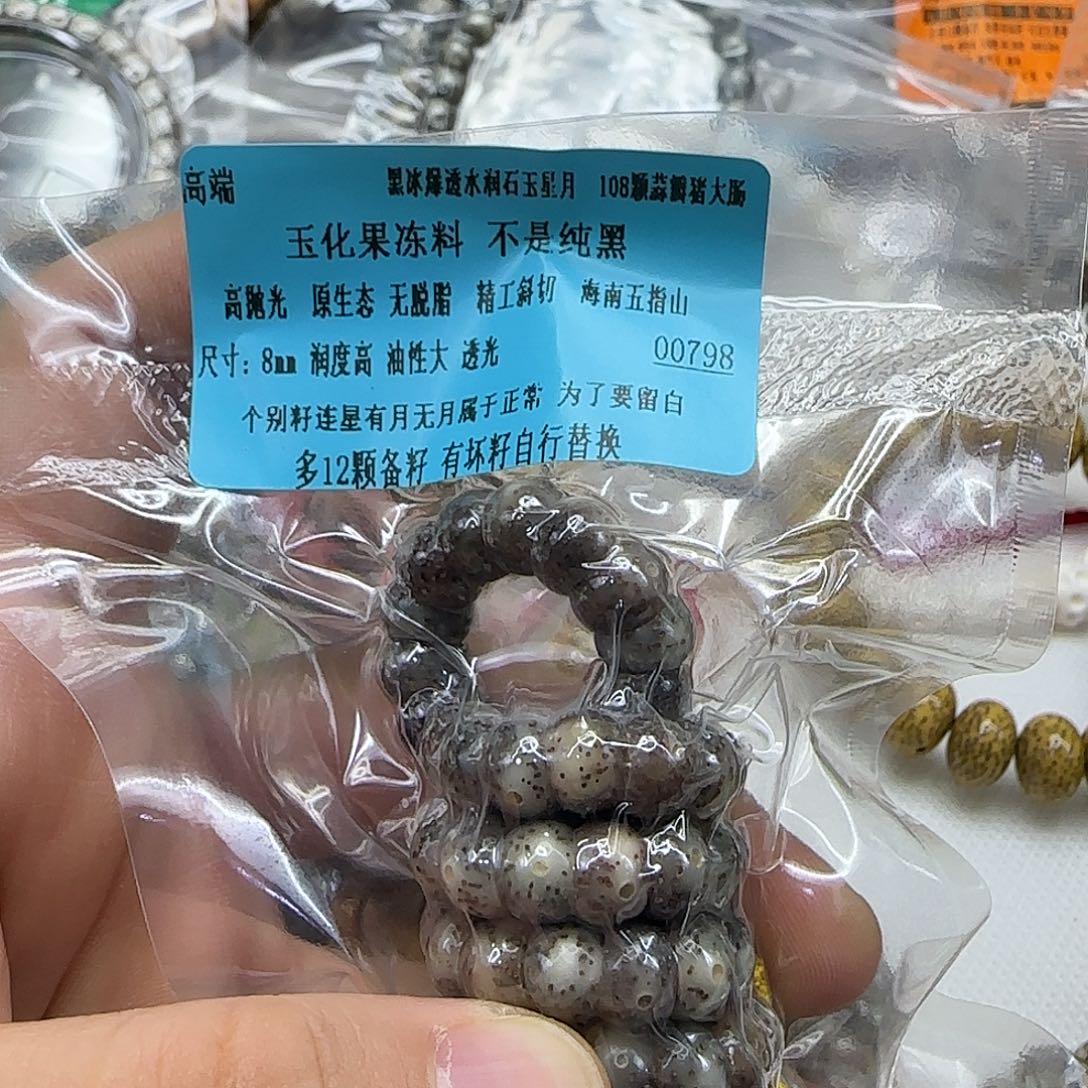 高端 黑冰爆透水润石玉星月 108颗蒜瓣猪大肠
玉化果冻料 不是纯黑
高抛光 原生态 无脱脂 精工斜切 海南五指山
尺寸：8mm 润度高 油性大 透光 00798
个别籽连星有月无月属于正常 为了要留白
多12颗备籽 有坏籽自行替换